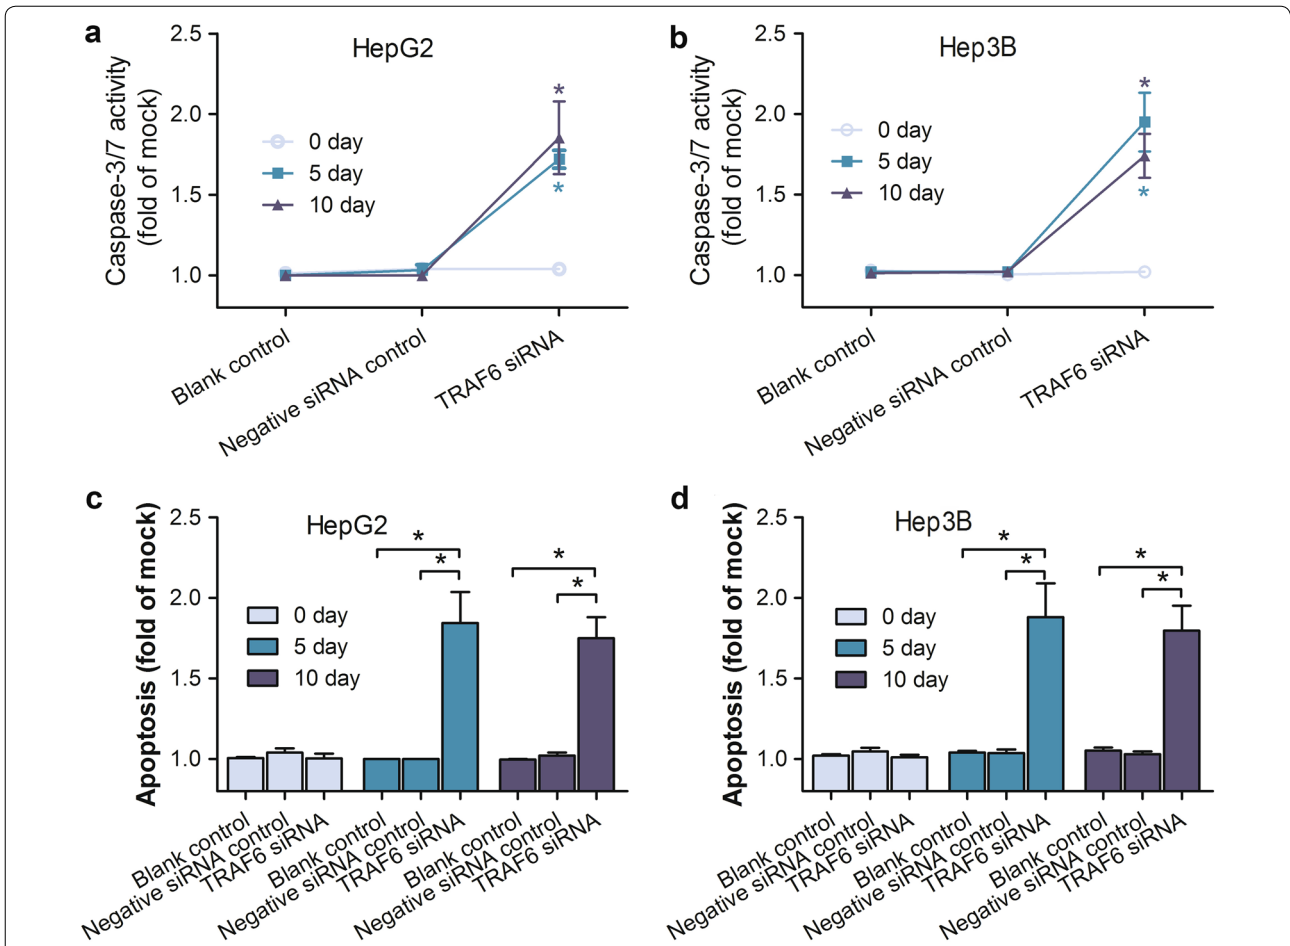 a
HepG2
Caspase-3/7 activity
(fold of mock)
2.5
2.0
1.5
1.0
0 day
5 day
10 day
*
*
Blank control
Negative siRNA control
TRAF6 siRNA
b
Hep3B
Caspase-3/7 activity
(fold of mock)
2.5
2.0
1.5
1.0
0 day
5 day
10 day
*
*
Blank control
Negative siRNA control
TRAF6 siRNA
c
HepG2
Apoptosis (fold of mock)
2.5
2.0
1.5
1.0
0 day
5 day
10 day
*
*
*
*
Blank control
Negative siRNA control
TRAF6 siRNA
Blank control
Negative siRNA control
TRAF6 siRNA
Blank control
Negative siRNA control
TRAF6 siRNA
d
Hep3B
Apoptosis (fold of mock)
2.5
2.0
1.5
1.0
0 day
5 day
10 day
*
*
*
*
Blank control
Negative siRNA control
TRAF6 siRNA
Blank control
Negative siRNA control
TRAF6 siRNA
Blank control
Negative siRNA control
TRAF6 siRNA